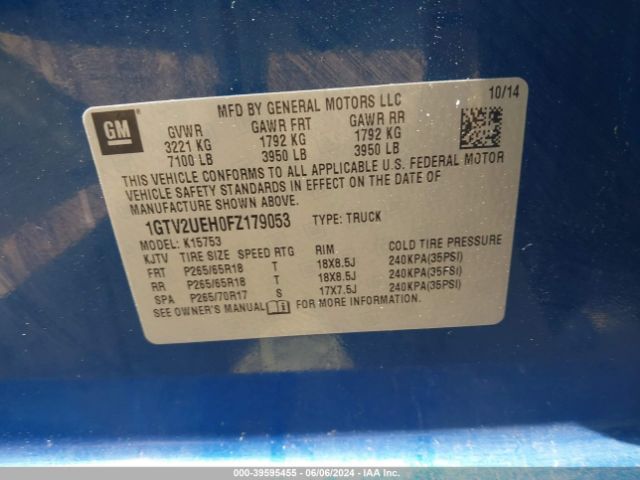 GM
MFD BY GENERAL MOTORS LLC
10/14
GVWR GAWR FRT GAWR RR
3221 KG 1792 KG 1792 KG
7100 LB 3950 LB 3950 LB
THIS VEHICLE CONFORMS TO ALL APPLICABLE U.S. FEDERAL MOTOR
VEHICLE SAFETY STANDARDS IN EFFECT ON THE DATE OF
MANUFACTURE SHOWN ABOVE.
1GTV2UEH0FZ179053 TYPE: TRUCK
MODEL: K15753
KJTV TIRE SIZE SPEED RTG RIM COLD TIRE PRESSURE
FRT P265/65R18 T 18X8.5J 240KPA(35PSI)
RR P265/65R18 T 18X8.5J 240KPA(35PSI)
SPA P265/70R17 S 17X7.5J 240KPA(35PSI)
SEE OWNER'S MANUAL FOR MORE INFORMATION.
000-39595455 - 06/06/2024 - IAA Inc.